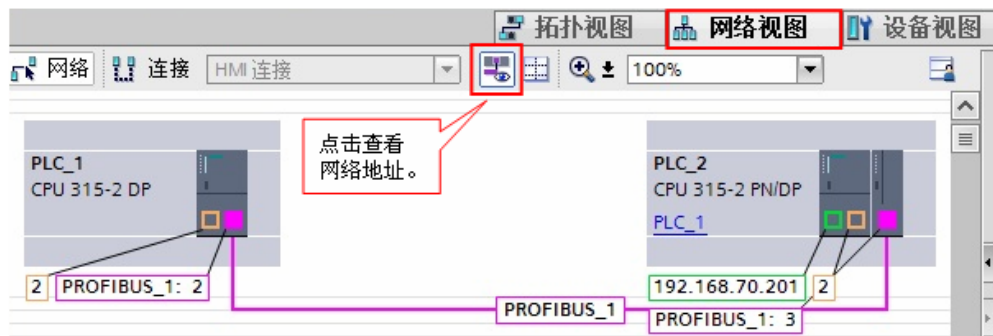 拓扑视图 网络视图 设备视图
网络 连接 HMI 连接 100%
点击查看
网络地址。
PLC_1
CPU 315-2 DP
PLC_2
CPU 315-2 PN/DP
PLC_1
2 PROFIBUS_1: 2
192.168.70.201 2
PROFIBUS_1
PROFIBUS_1: 3